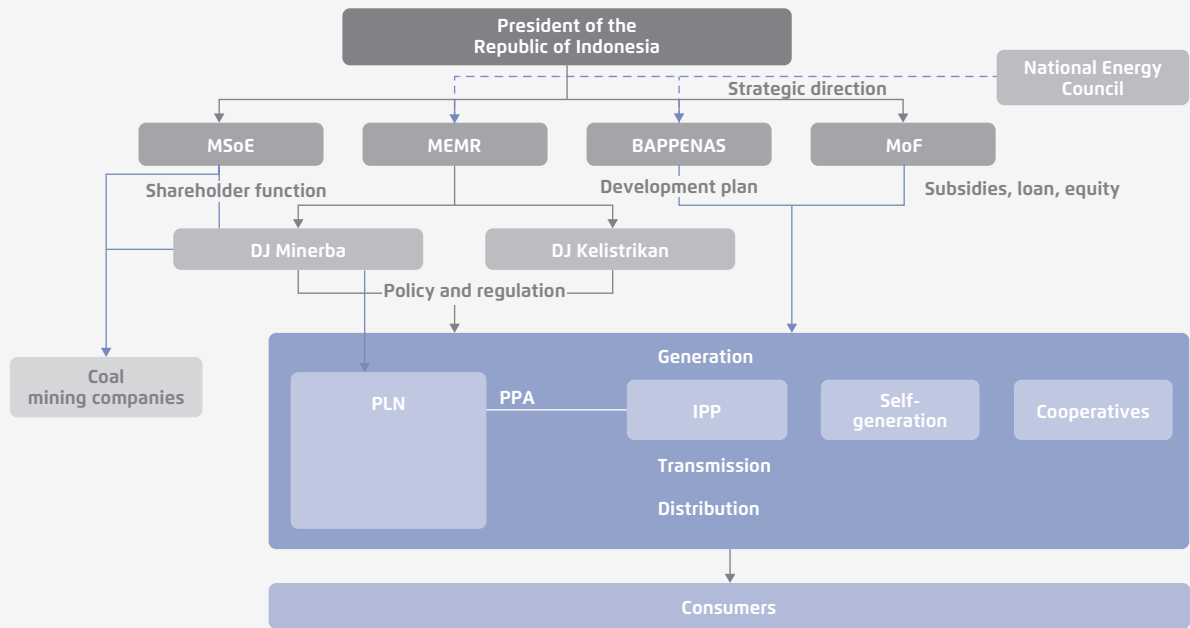 President of the
Republic of Indonesia
National Energy
Council
Strategic direction
MSoE
MEMR
BAPPENAS
MoF
Shareholder function
Development plan
Subsidies, loan, equity
DJ Minerba
DJ Kelistrikan
Policy and regulation
Generation
Coal
mining companies
PLN
PPA
IPP
Self-
generation
Cooperatives
Transmission
Distribution
Consumers